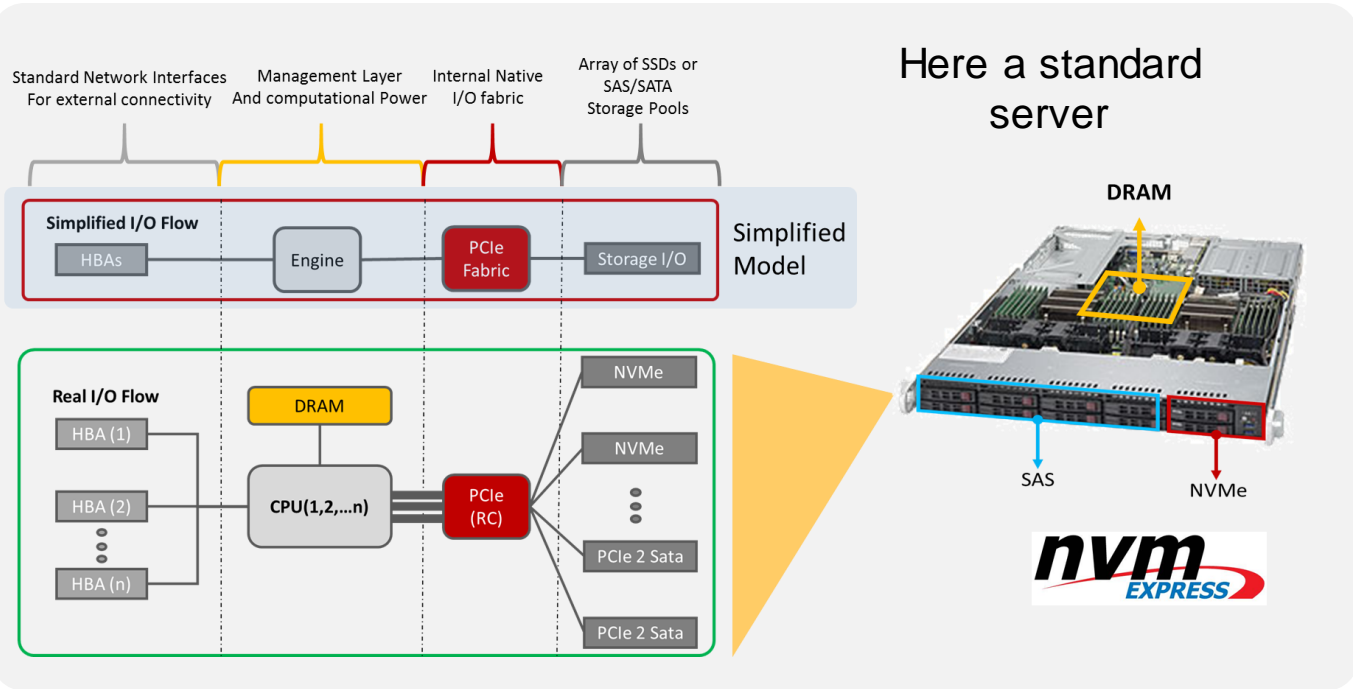 Here a standard
server
Standard Network Interfaces
For external connectivity
Management Layer
And computational Power
Internal Native
I/O fabric
Array of SSDs or
SAS/SATA
Storage Pools
Simplified I/O Flow
HBAs
Engine
PCIe
Fabric
Storage I/O
Simplified
Model
Real I/O Flow
HBA (1)
HBA (2)
HBA (n)
DRAM
CPU(1,2,...n)
PCIe
(RC)
NVMe
NVMe
PCIe 2 Sata
PCIe 2 Sata
DRAM
SAS
NVMe
nvm
EXPRESS